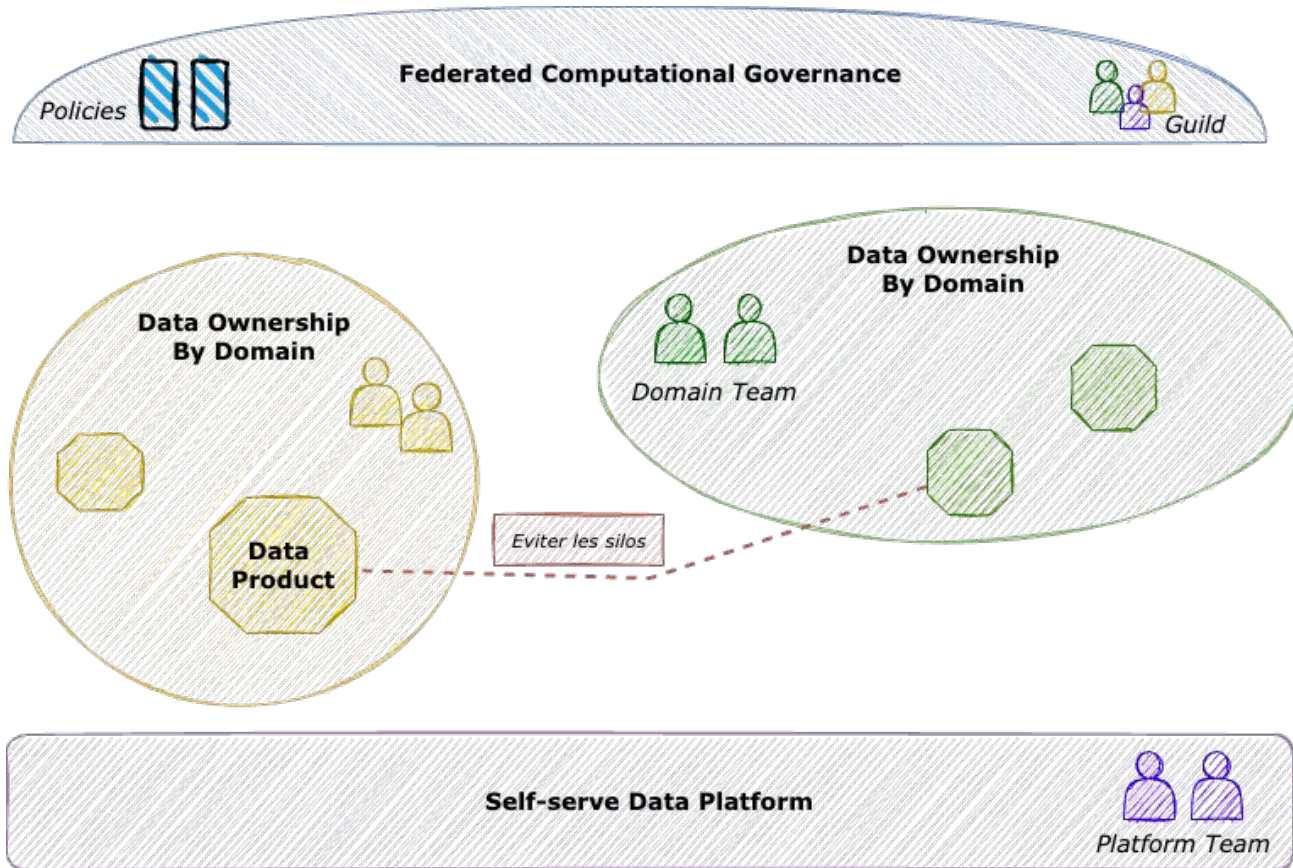 Federated Computational Governance
Policies
Guild
Data Ownership
By Domain
Data Ownership
By Domain
Domain Team
Eviter les silos
Data
Product
Self-serve Data Platform
Platform Team